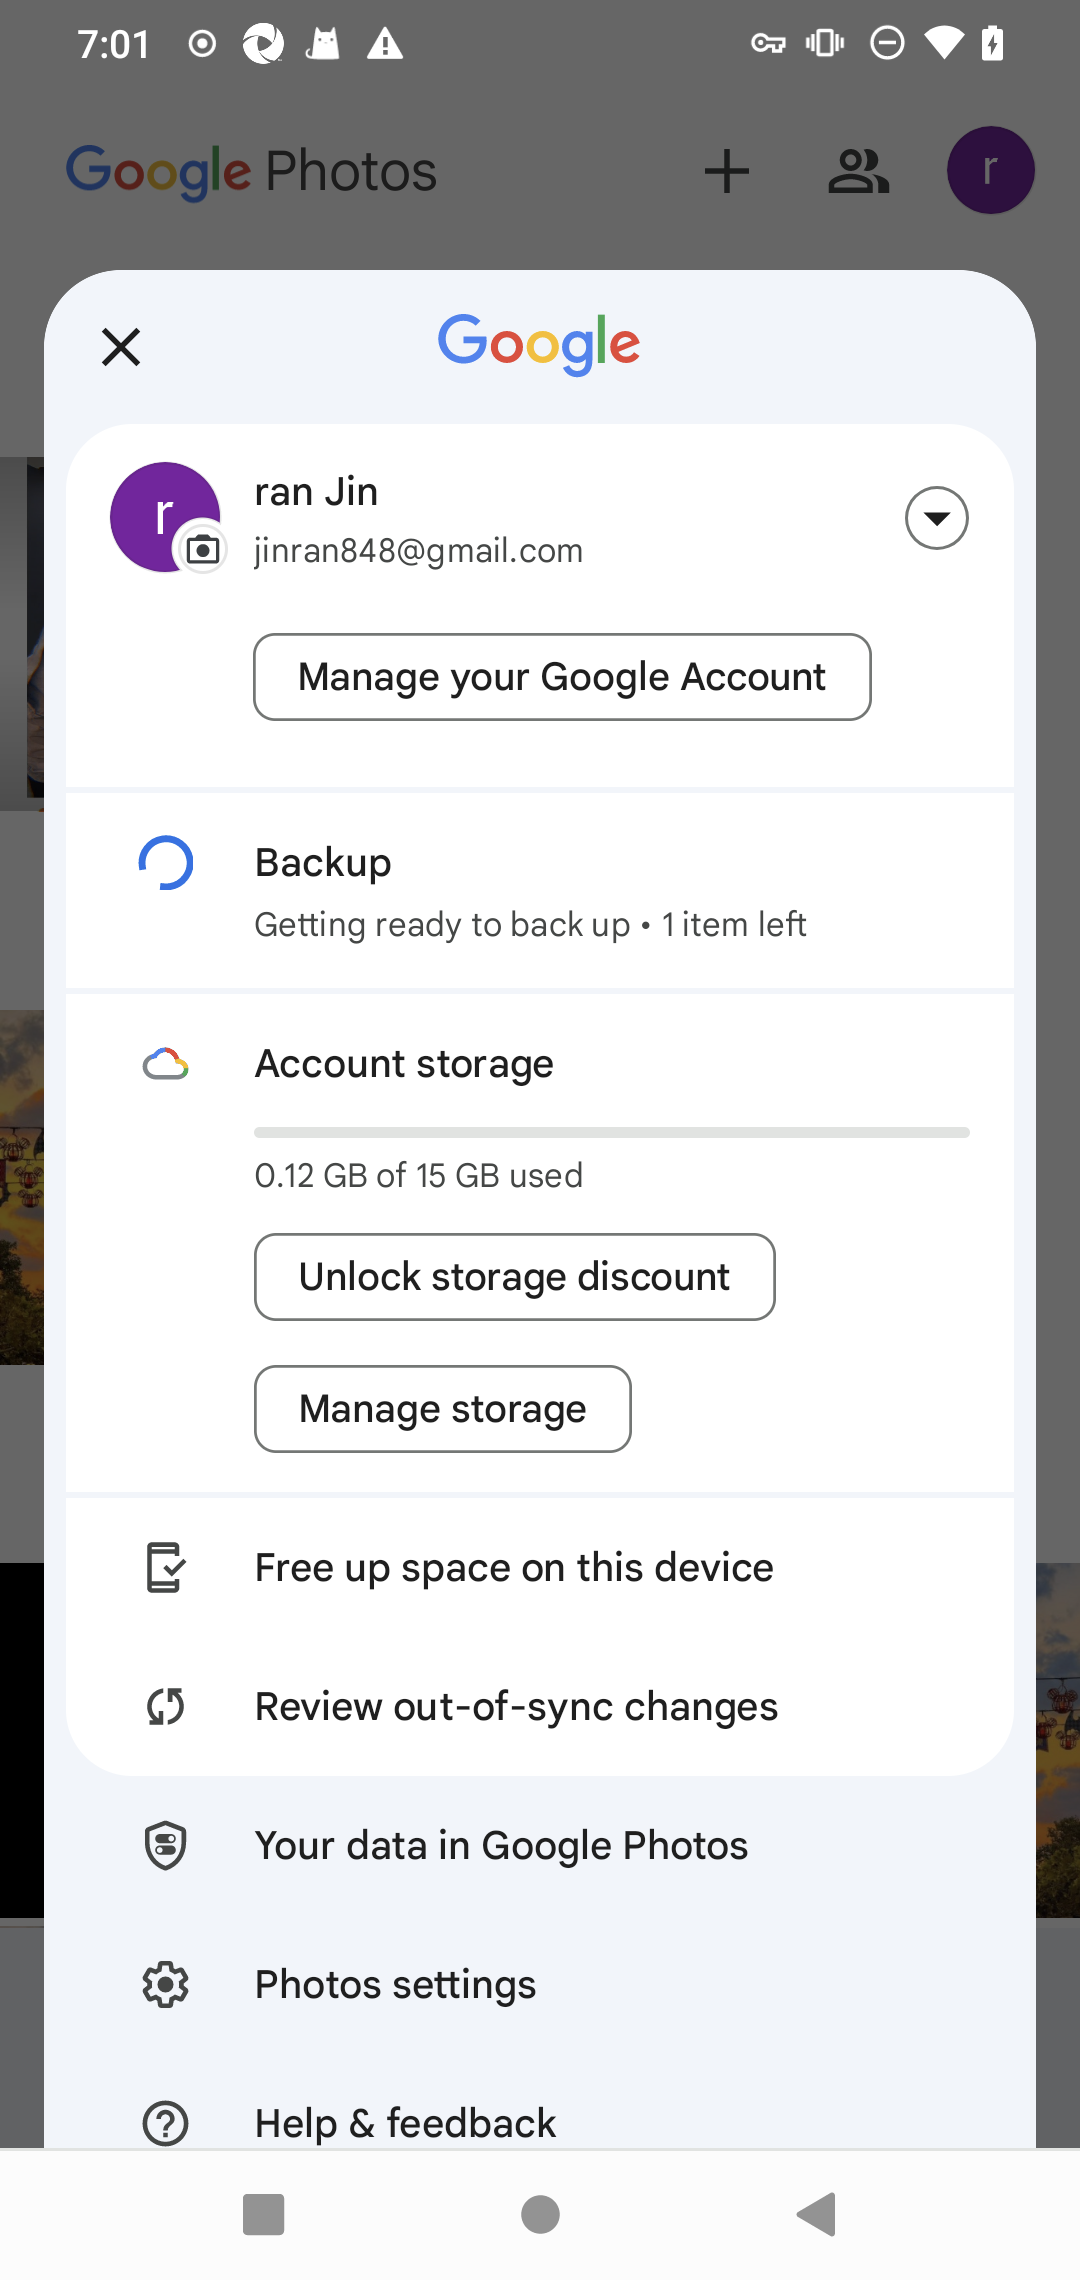 7:01
Google Photos
r
Google
r
ran Jin
jinran848@gmail.com
Manage your Google Account
Backup
Getting ready to back up • 1 item left
Account storage
0.12 GB of 15 GB used
Unlock storage discount
Manage storage
Free up space on this device
Review out-of-sync changes
Your data in Google Photos
Photos settings
Help & feedback